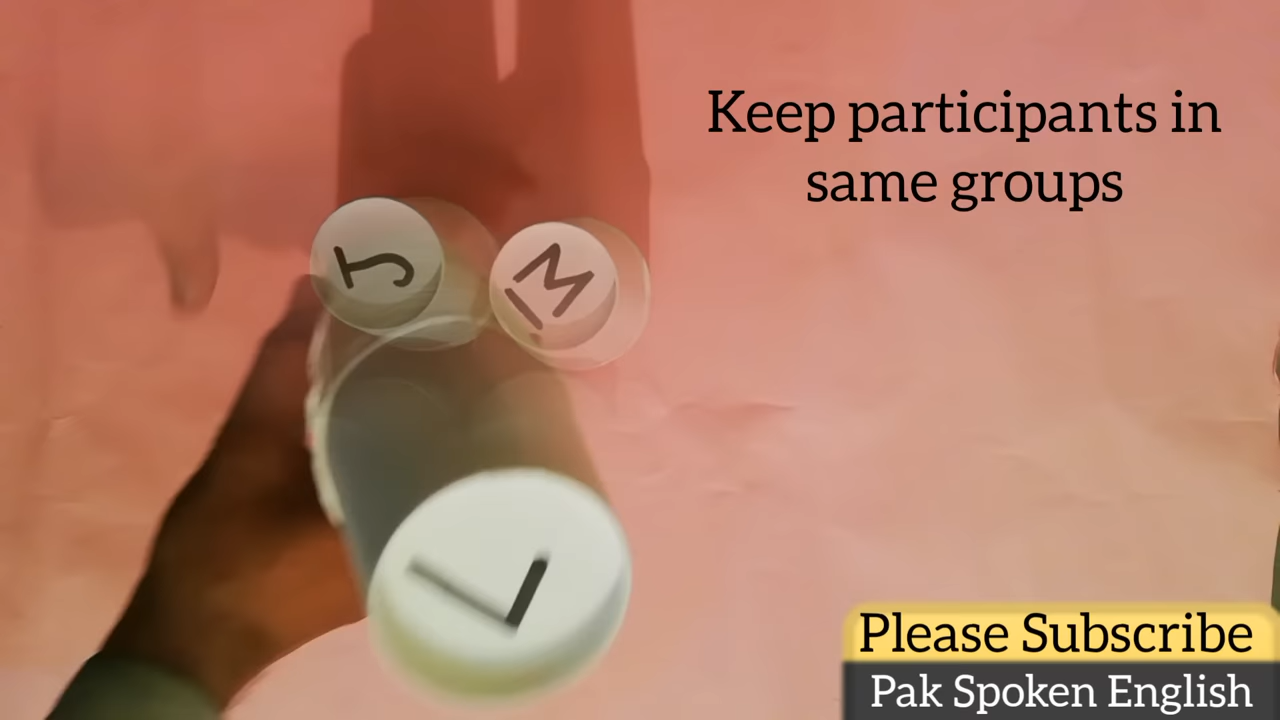 Keep participants in
same groups
J
M
L
Please Subscribe
Pak Spoken English